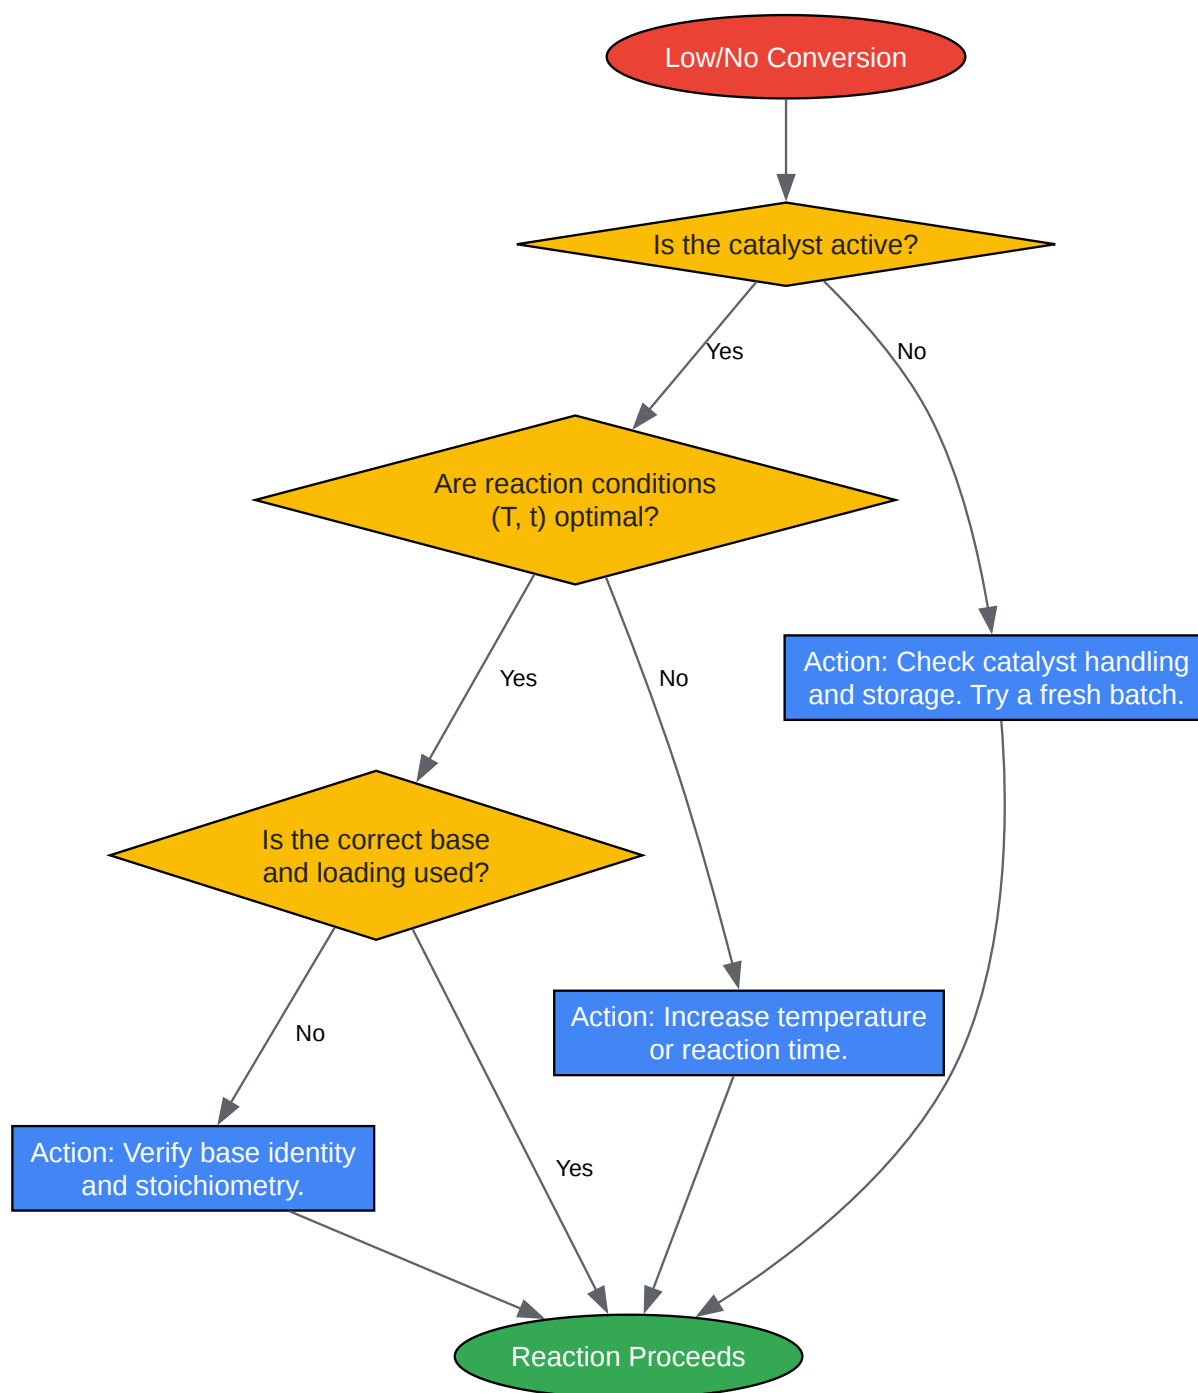 Low/No Conversion
Is the catalyst active?
Yes
No
Are reaction conditions
(T, t) optimal?
Action: Check catalyst handling
and storage. Try a fresh batch.
Yes
No
Is the correct base
and loading used?
Action: Increase temperature
or reaction time.
No
Action: Verify base identity
and stoichiometry.
Yes
Reaction Proceeds